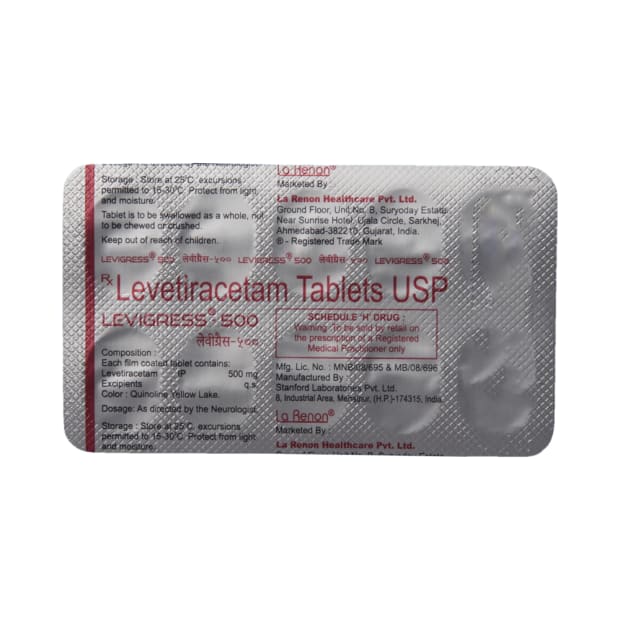 Storage : Store at 25°C. excursions
permitted to 15-30°C. Protect from light,
and moisture.
Tablet is to be swallowed as a whole, not
to be chewed or crushed.
Keep out of reach of children.
La Renon®
Marketed By :
La Renon Healthcare Pvt. Ltd.
Ground Floor, Unit No. B, Suryoday Estate,
Near Sunrise Hotel, Ujala Circle, Sarkhej,
Ahmedabad-382210, Gujarat, India.
® - Registered Trade Mark
LEVIGRESS® 500 लेवीग्रैस-५०० LEVIGRESS® 500 लेवीग्रैस-५०० LEVIGRESS® 500
Rx Levetiracetam Tablets USP
LEVIGRESS® 500
लेवीग्रैस-५००
Composition :
Each film coated tablet contains:
Levetiracetam IP 500 mg
Excipients q.s.
Color : Quinoline Yellow Lake.
Dosage: As directed by the Neurologist.
Storage : Store at 25°C. excursions
permitted to 15-30°C. Protect from light
and moisture.
SCHEDULE 'H' DRUG :
Warning :To be sold by retail on
the prescription of a Registered
Medical Practitioner only
Mfg. Lic. No. : MNB/08/695 & MB/08/696
Manufactured By :
Stanford Laboratories Pvt. Ltd.
8, Industrial Area, Mehatpur, (H.P.)-174315, India.
La Renon®
Marketed By :
La Renon Healthcare Pvt. Ltd.